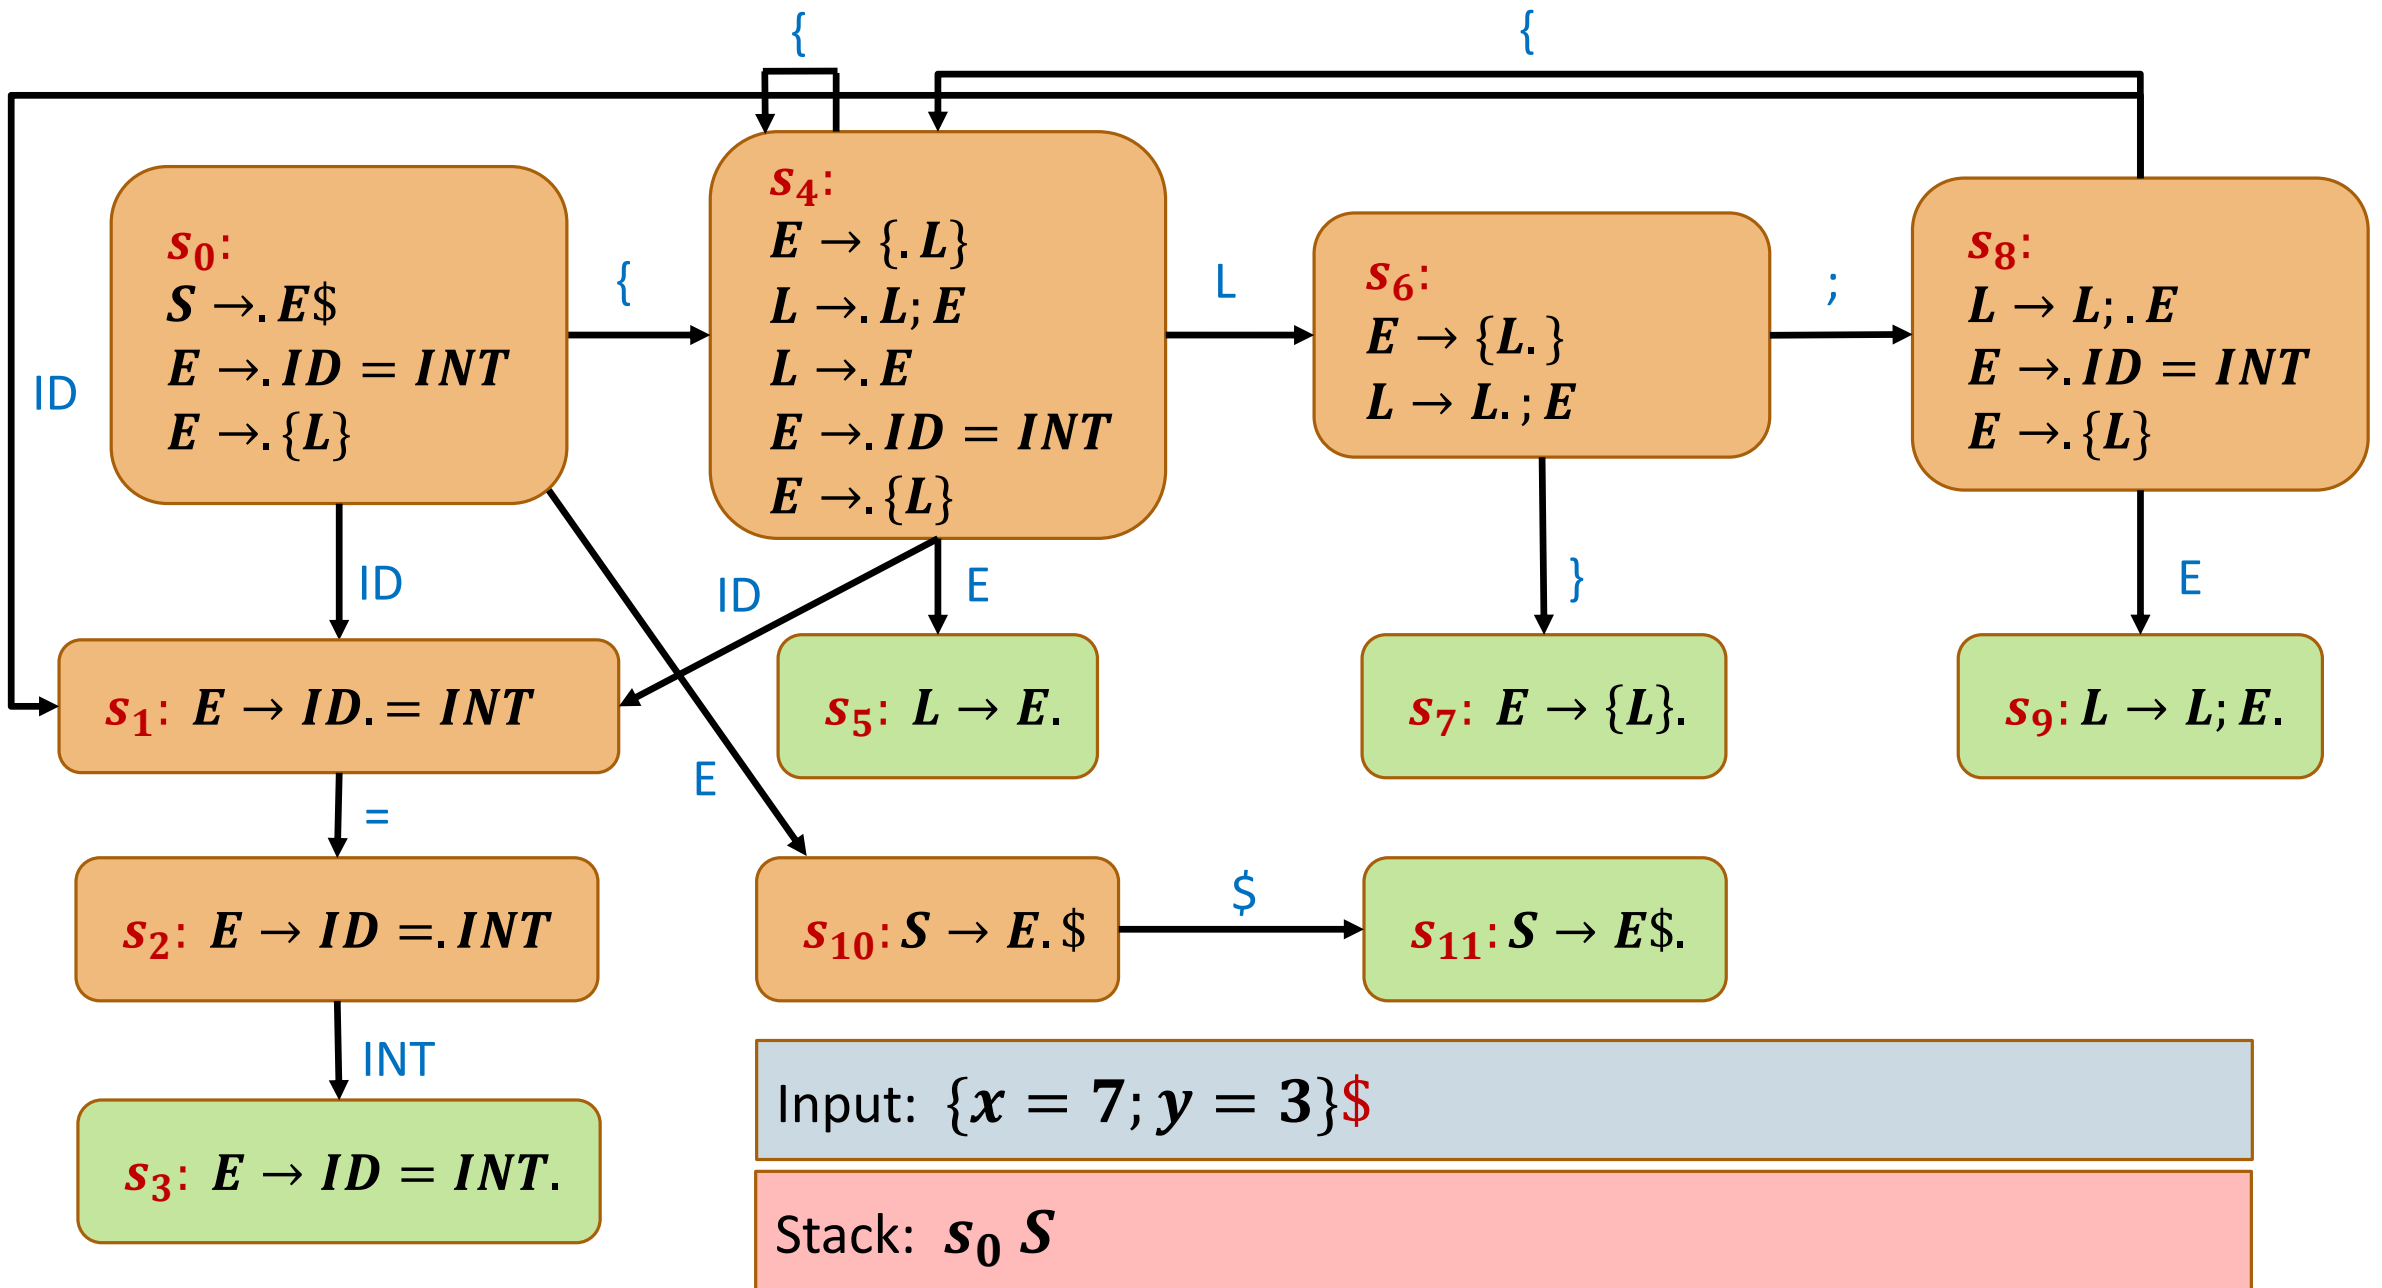 {
{
s₀:
S →. E$
E →. ID = INT
E →. {L}
{
s₄:
E → {. L}
L →. L; E
L →. E
E →. ID = INT
E →. {L}
L
s₆:
E → {L. }
L → L. ; E
;
s₈:
L → L; . E
E →. ID = INT
E →. {L}
ID
ID
ID
E
}
E
s₁: E → ID. = INT
s₅: L → E.
s₇: E → {L}.
s₉: L → L; E.
E
=
s₂: E → ID =. INT
s₁₀: S → E. $
$
s₁₁: S → E$.
INT
s₃: E → ID = INT.
Input: {x = 7; y = 3}$
Stack: s₀ S